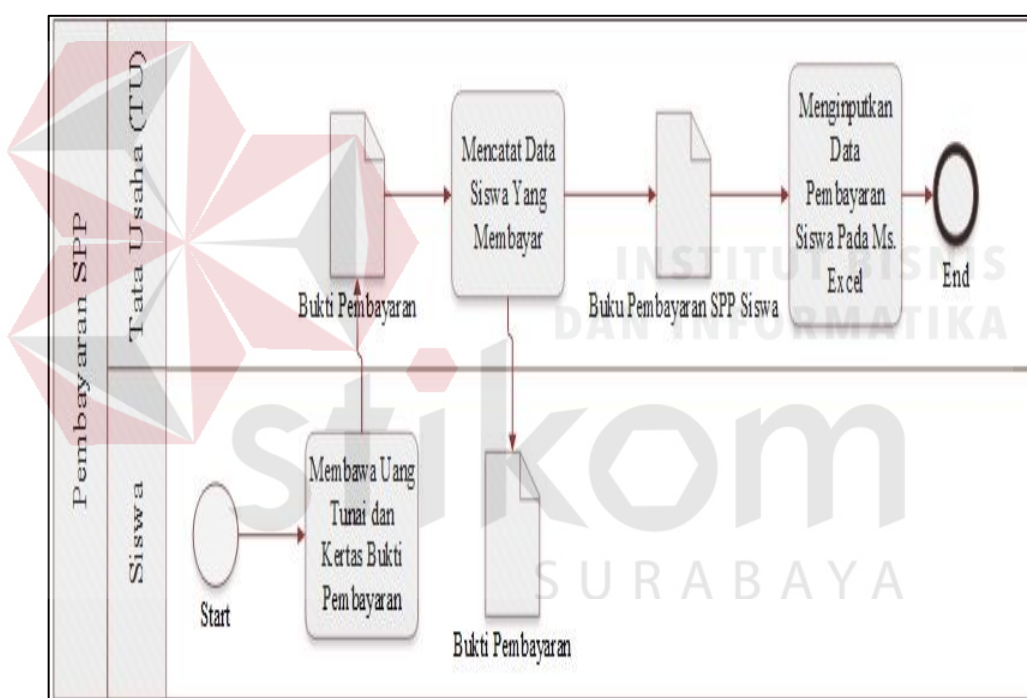 Pembayaran SPP
Tata Usaha (TU)
Siswa
Bukti Pembayaran
Mencatat Data
Siswa Yang
Membayar
Buku Pembayaran SPP Siswa
Menginputkan
Data
Pembayaran
Siswa Pada Ms.
Excel
End
INSTITUT BISNIS
DAN INFORMATIKA
stikom
SURABAYA
Start
Membawa Uang
Tunai dan
Kertas Bukti
Pembayaran
Bukti Pembayaran